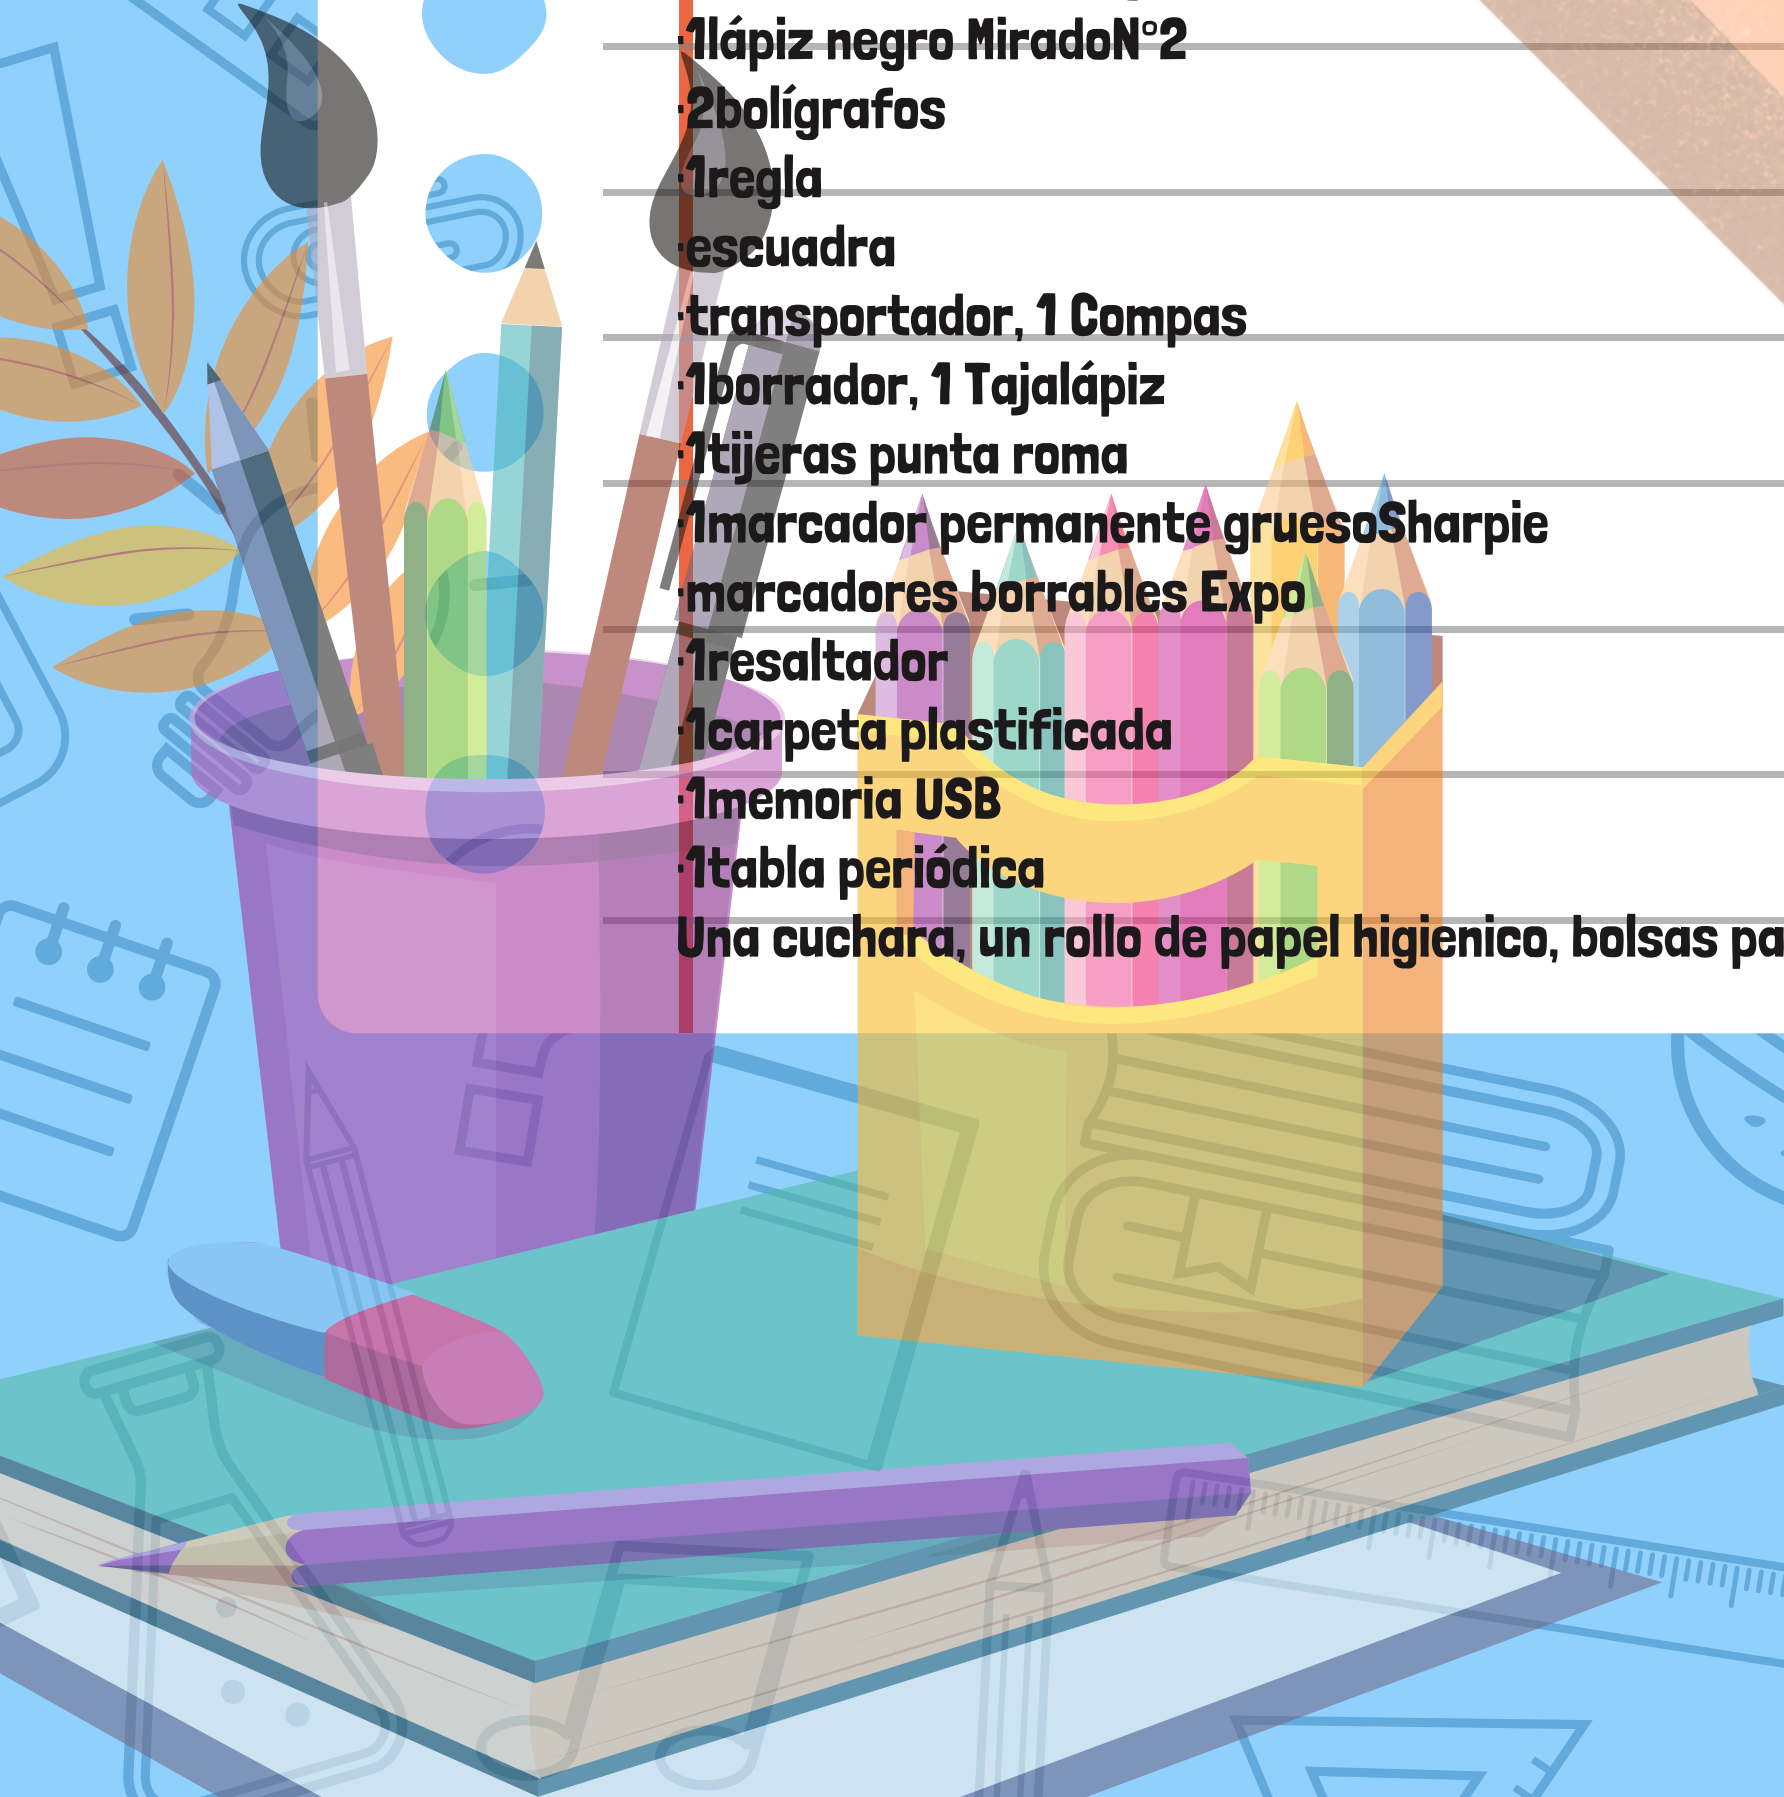 ·1lápiz negro MiradoN°2
·2bolígrafos
·1regla
·escuadra
·transportador, 1 Compas
·1borrador, 1 Tajalápiz
·1tijeras punta roma
·1marcador permanente gruesoSharpie
·marcadores borrables Expo
·1resaltador
·1carpeta plastificada
·1memoria USB
·1tabla periódica
Una cuchara, un rollo de papel higienico, bolsas pa